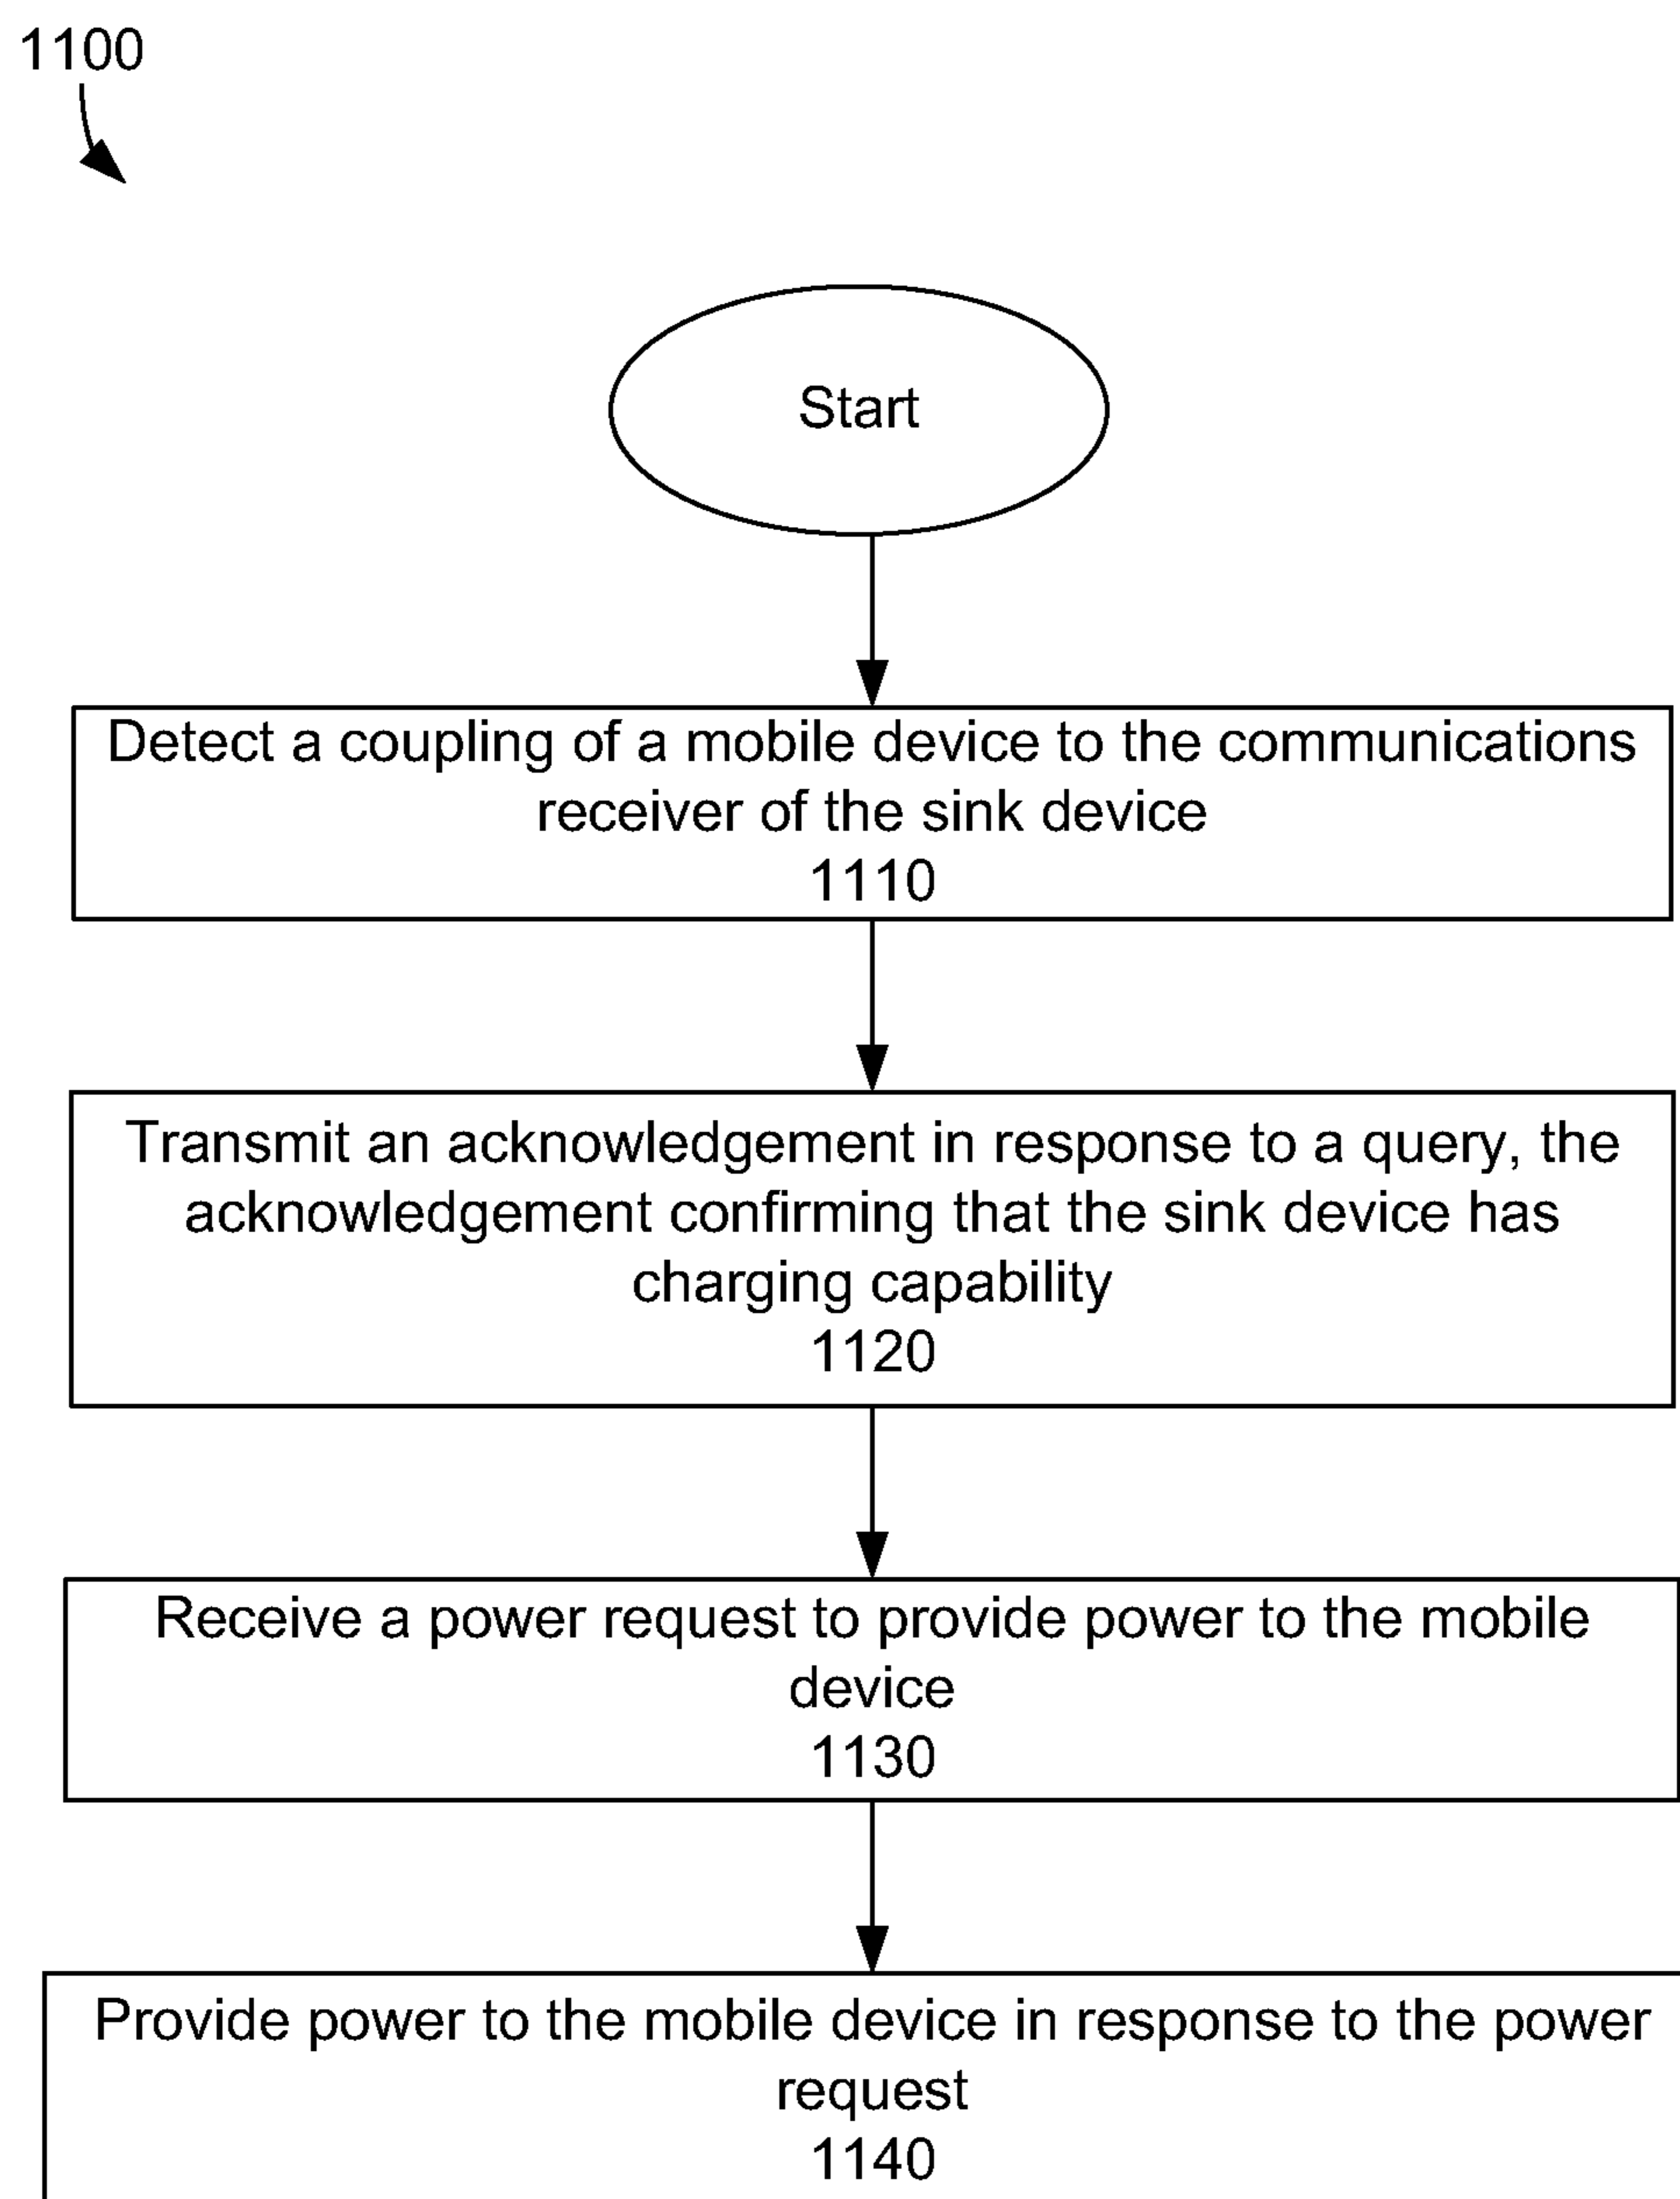 1100
Start
Detect a coupling of a mobile device to the communications
receiver of the sink device
1110
Transmit an acknowledgement in response to a query, the
acknowledgement confirming that the sink device has
charging capability
1120
Receive a power request to provide power to the mobile
device
1130
Provide power to the mobile device in response to the power
request
1140